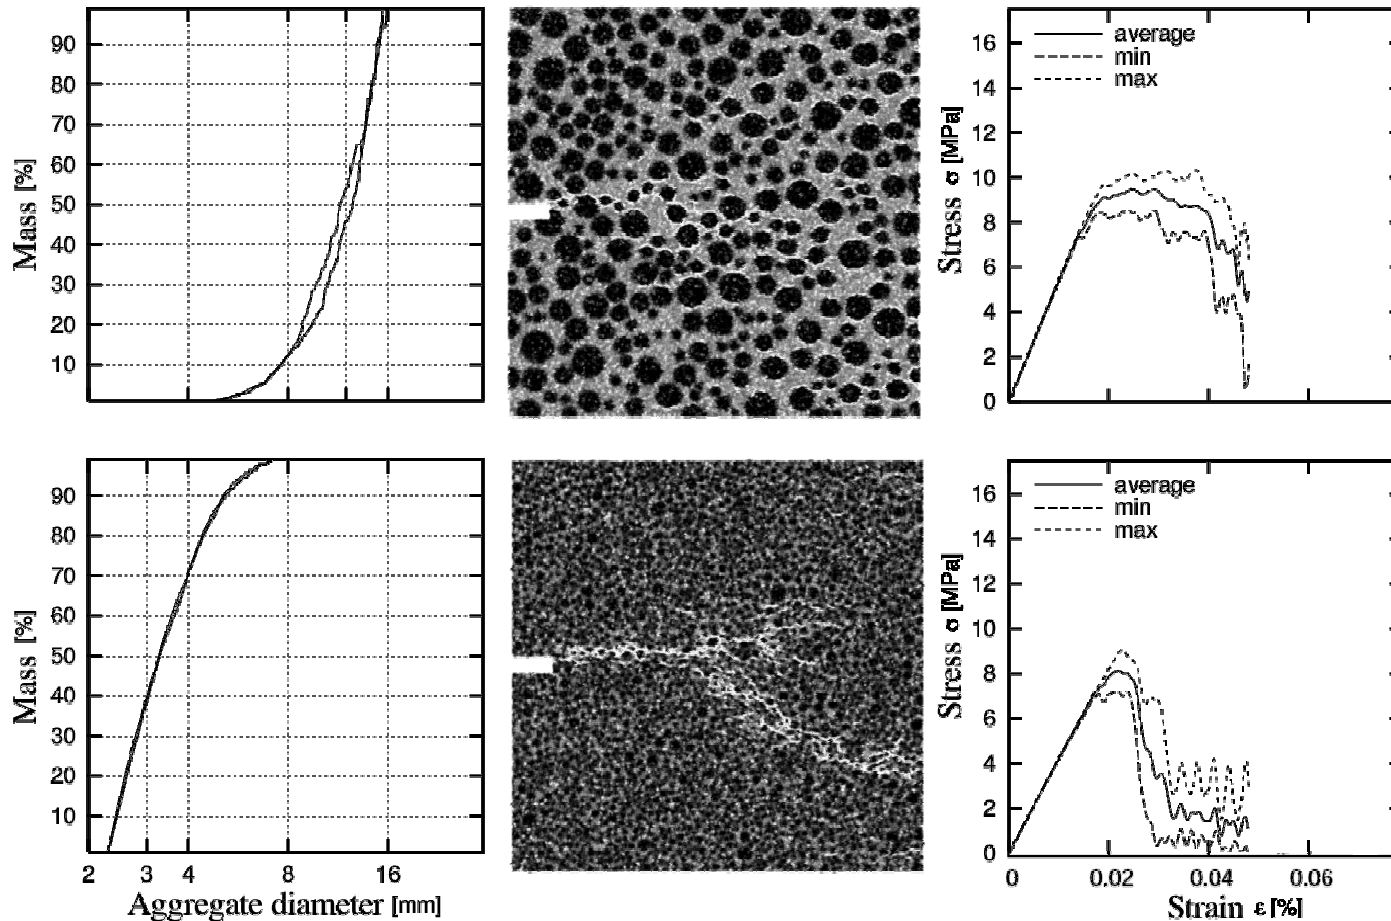 90
80
70
60
50
40
30
20
10
Mass [%]
16
14
12
10
8
6
4
2
0
Stress σ [MPa]
average
min
max
90
80
70
60
50
40
30
20
10
Mass [%]
2 3 4 8 16
Aggregate diameter [mm]
16
14
12
10
8
6
4
2
0
Stress σ [MPa]
average
min
max
0 0.02 0.04 0.06
Strain ε [%]